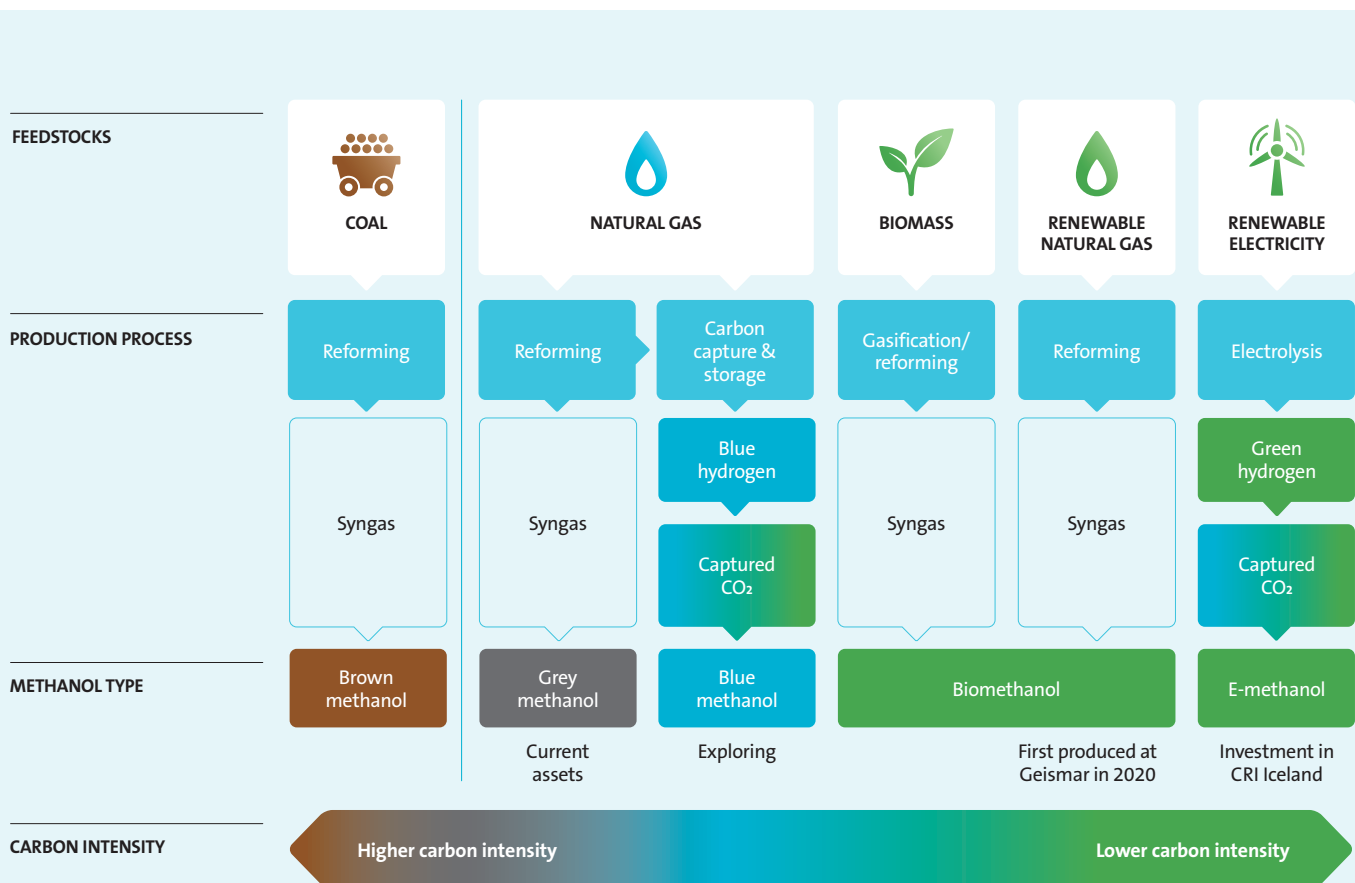 FEEDSTOCKS
COAL
NATURAL GAS
BIOMASS
RENEWABLE
NATURAL GAS
RENEWABLE
ELECTRICITY
PRODUCTION PROCESS
Reforming
Reforming
Carbon
capture &
storage
Gasification/
reforming
Reforming
Electrolysis
Syngas
Syngas
Blue
hydrogen
Captured
CO₂
Syngas
Syngas
Green
hydrogen
Captured
CO₂
METHANOL TYPE
Brown
methanol
Grey
methanol
Blue
methanol
Biomethanol
E-methanol
Current
assets
Exploring
First produced at
Geismar in 2020
Investment in
CRI Iceland
CARBON INTENSITY
Higher carbon intensity
Lower carbon intensity